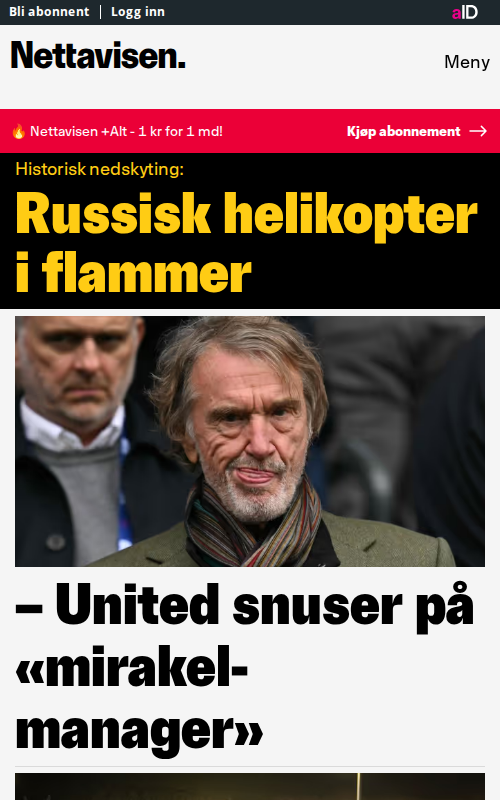 Bli abonnent | Logg inn
aID
Nettavisen.
Meny
🔥 Nettavisen +Alt - 1 kr for 1 md!
Kjøp abonnement →
Historisk nedskyting:
Russisk helikopter
i flammer
– United snuser på
«mirakel-
manager»